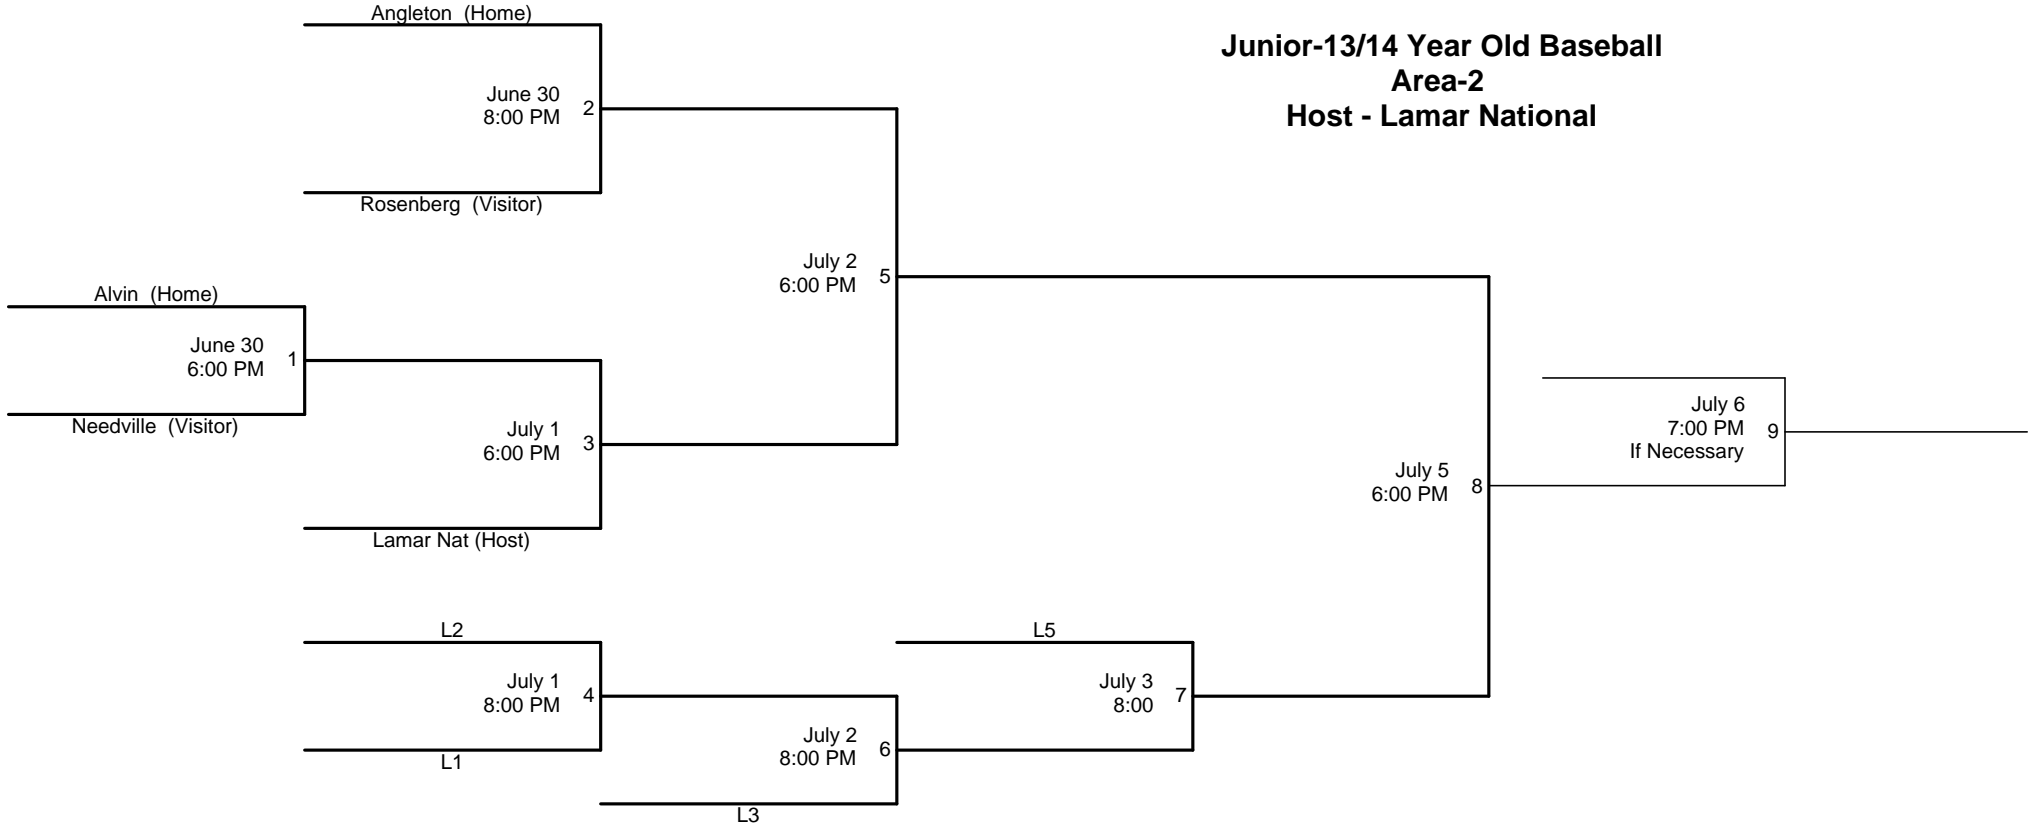 Angleton  (Home)
Junior-13/14 Year Old Baseball
Area-2
Host - Lamar National
June 30
8:00 PM
2
Rosenberg  (Visitor)
July 2
6:00 PM
5
Alvin  (Home)
June 30
6:00 PM
1
Needville  (Visitor)
July 1
6:00 PM
3
July 6
7:00 PM
If Necessary
9
July 5
6:00 PM
8
Lamar Nat (Host)
L2
L5
July 1
8:00 PM
4
July 3
8:00
7
July 2
8:00 PM
6
L1
L3